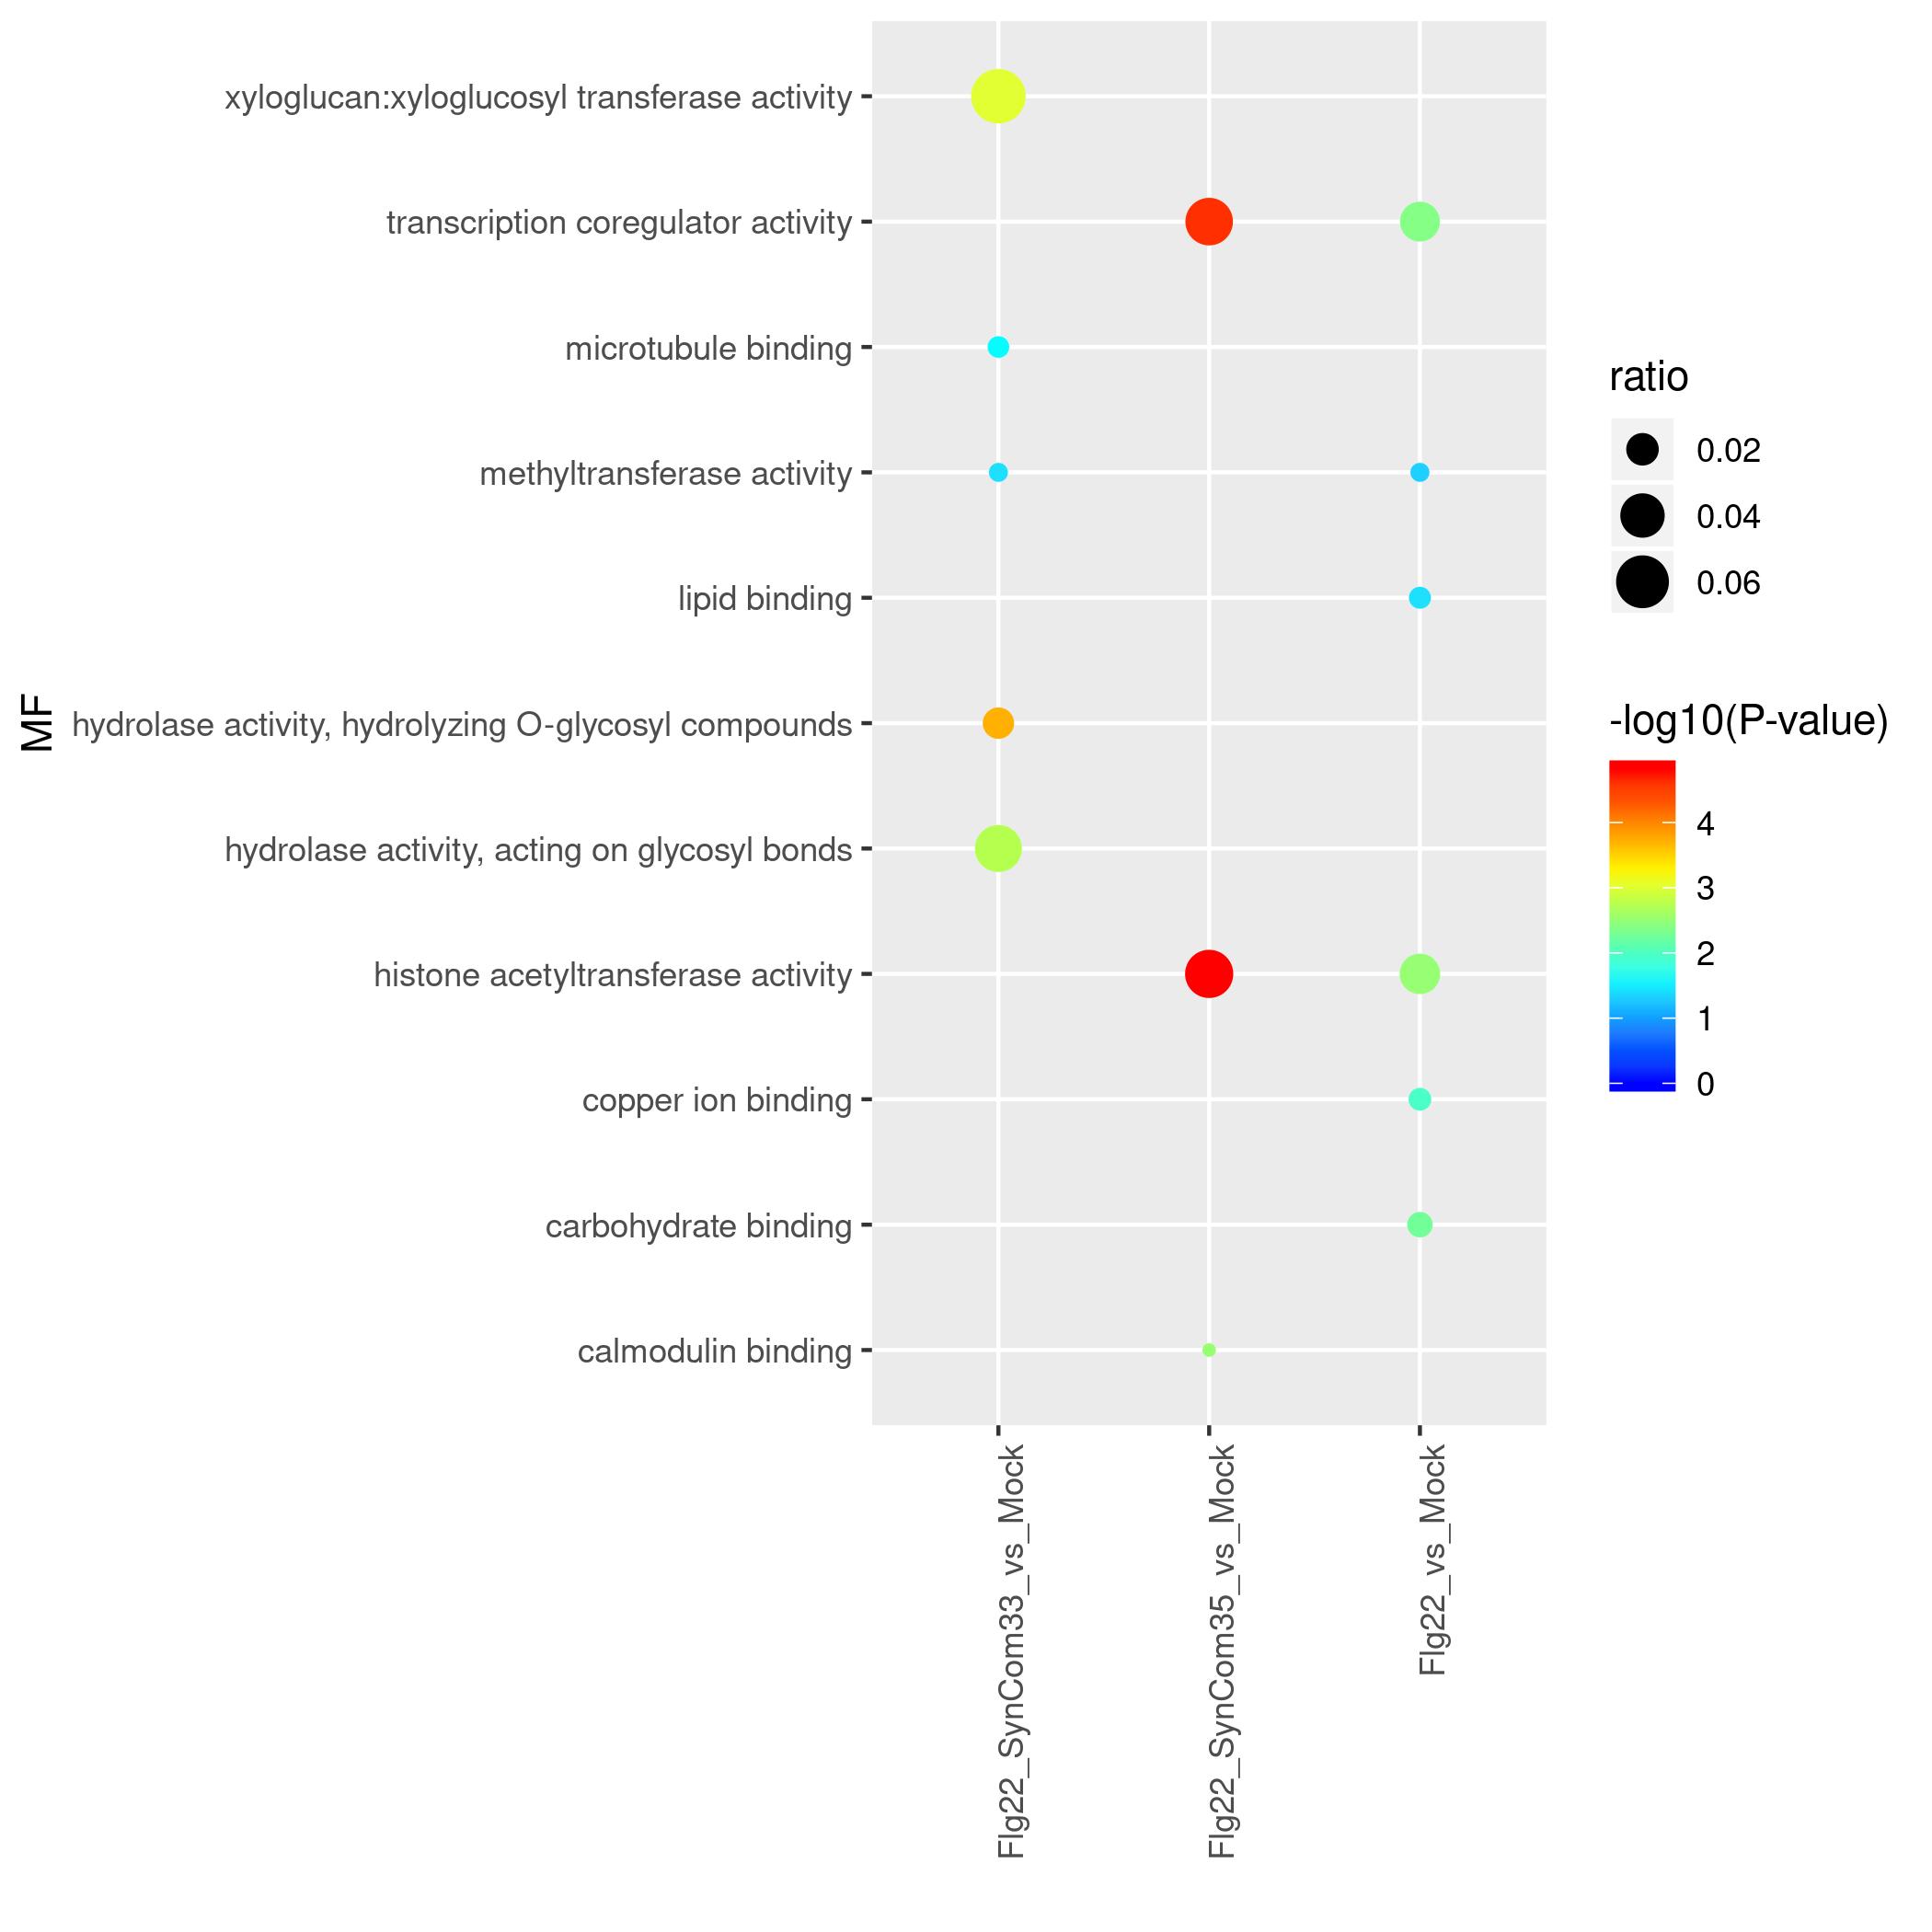 xyloglucan:xyloglucosyl transferase activity
transcription coregulator activity
microtubule binding
methyltransferase activity
lipid binding
hydrolase activity, hydrolyzing O-glycosyl compounds
hydrolase activity, acting on glycosyl bonds
histone acetyltransferase activity
copper ion binding
carbohydrate binding
calmodulin binding
MF
Flg22_SynCom33_vs_Mock
Flg22_SynCom35_vs_Mock
Flg22_vs_Mock
ratio
0.02
0.04
0.06
-log10(P-value)
4
3
2
1
0